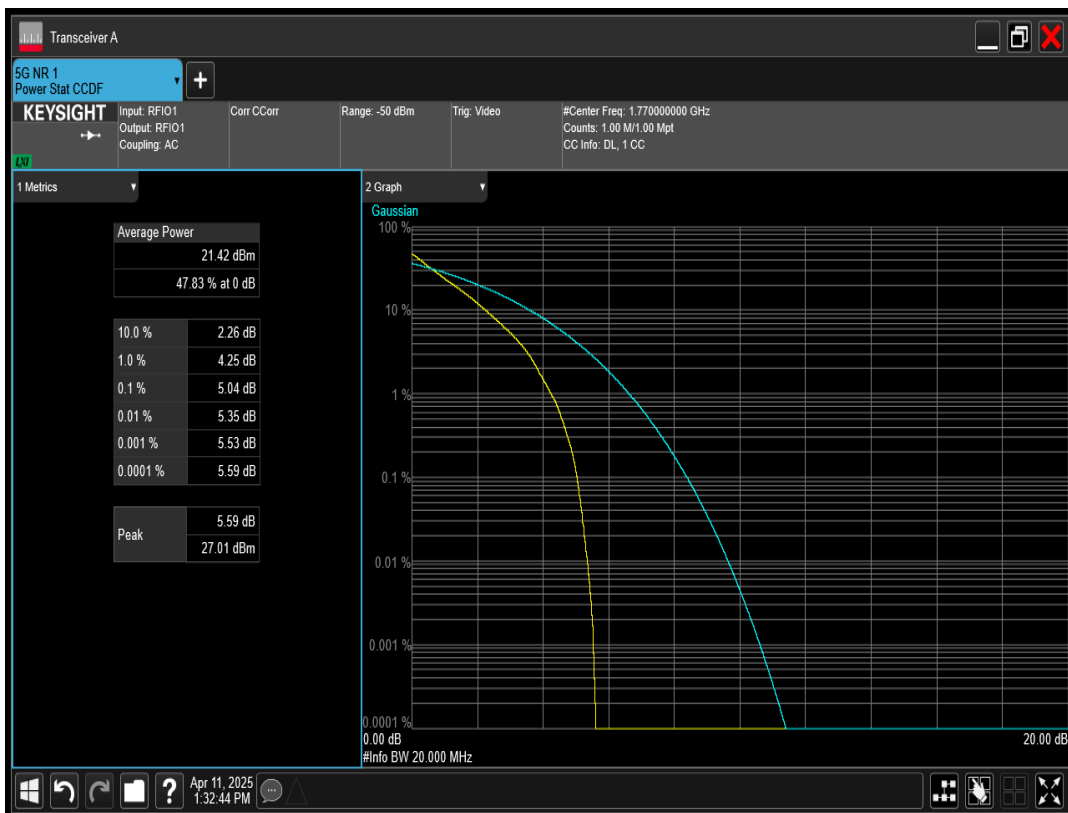 Transceiver A
5G NR 1
Power Stat CCDF
+
KEYSIGHT
LXI
Input: RFIO1
Output: RFIO1
Coupling: AC
Corr CCorr
Range: -50 dBm
Trig: Video
#Center Freq: 1.770000000 GHz
Counts: 1.00 M/1.00 Mpt
CC Info: DL, 1 CC
1 Metrics
Average Power
21.42 dBm
47.83 % at 0 dB
10.0 % 2.26 dB
1.0 % 4.25 dB
0.1 % 5.04 dB
0.01 % 5.35 dB
0.001 % 5.53 dB
0.0001 % 5.59 dB
Peak 5.59 dB
27.01 dBm
2 Graph
Gaussian
100 %
10 %
1 %
0.1 %
0.01 %
0.001 %
0.0001 %
0.00 dB 20.00 dB
#Info BW 20.000 MHz
?
Apr 11, 2025
1:32:44 PM